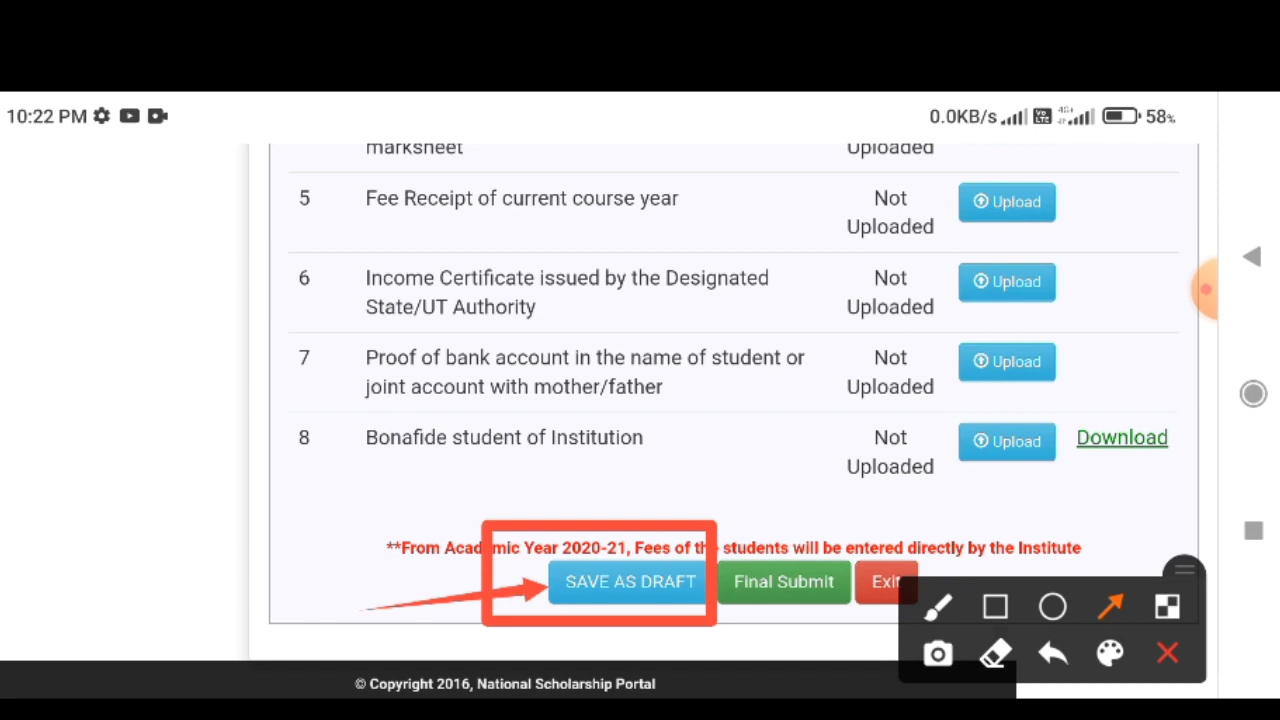 10:22 PM
0.0KB/s VO LTE 4G+ 58%
marksheet
Uploaded
5 Fee Receipt of current course year Not Uploaded Upload
6 Income Certificate issued by the Designated State/UT Authority Not Uploaded Upload
7 Proof of bank account in the name of student or joint account with mother/father Not Uploaded Upload
8 Bonafide student of Institution Not Uploaded Upload Download
**From Academic Year 2020-21, Fees of the students will be entered directly by the Institute
SAVE AS DRAFT Final Submit Exit
© Copyright 2016, National Scholarship Portal